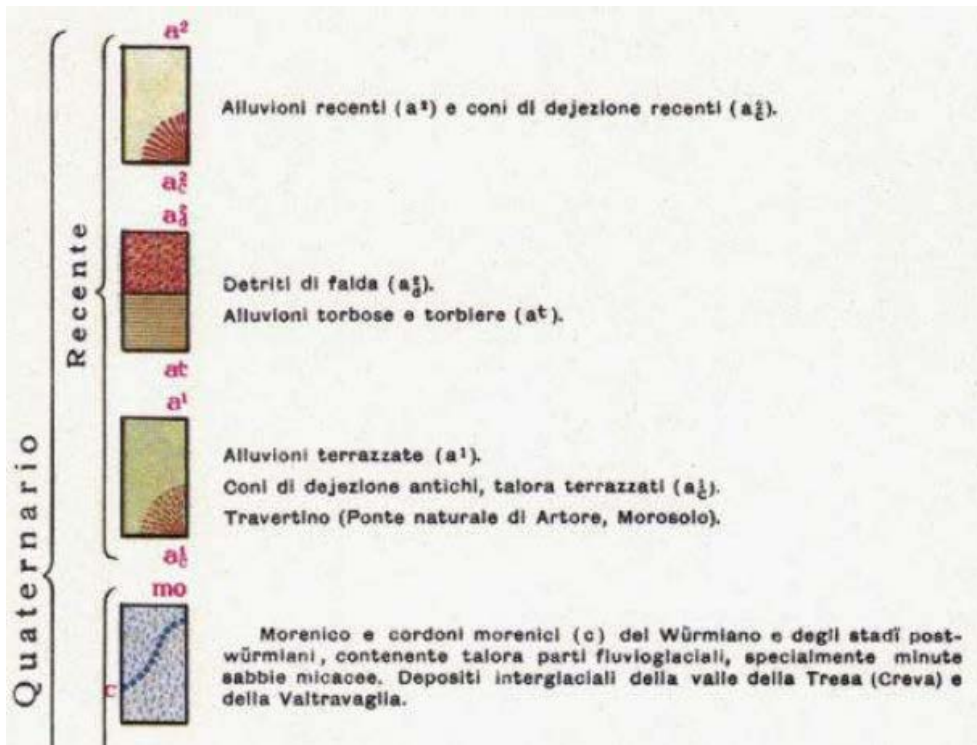 a²
Alluvioni recenti (a²) e coni di dejezione recenti (a²c).
a²c
a²d
Detriti di falda (a²d).
Alluvioni torbose e torbiere (at).
at
a¹
Alluvioni terrazzate (a¹).
Coni di dejezione antichi, talora terrazzati (a¹c).
Travertino (Ponte naturale di Artore, Morosolo).
a¹c
Recente
mo
Morenico e cordoni morenici (c) del Würmiano e degli stadî post-
würmiani, contenente talora parti fluvioglaciali, specialmente minute
sabbie micacee. Depositi interglaciali della valle della Tresa (Creva) e
della Valtravaglia.
c
Quaternario